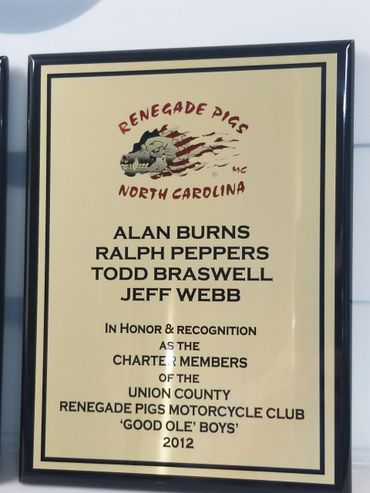 RENEGADE PIGS
MC
NORTH CAROLINA
ALAN BURNS
RALPH PEPPERS
TODD BRASWELL
JEFF WEBB
IN HONOR & RECOGNITION
AS THE
CHARTER MEMBERS
OF THE
UNION COUNTY
RENEGADE PIGS MOTORCYCLE CLUB
‘GOOD OLE’ BOYS’
2012